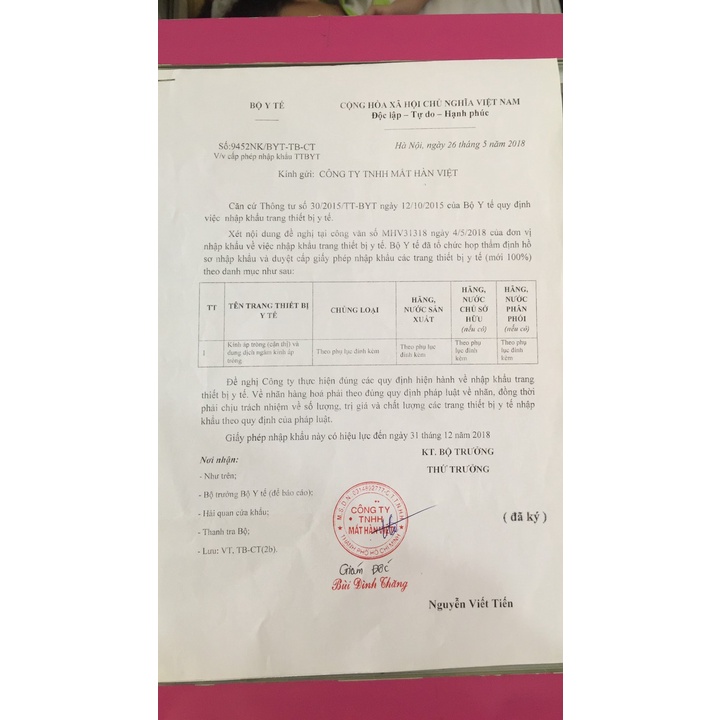 BỘ Y TẾ
CỘNG HÒA XÃ HỘI CHỦ NGHĨA VIỆT NAM
Độc lập – Tự do – Hạnh phúc
Số:9452NK/BYT-TB-CT
V/v cấp phép nhập khẩu TTBYT
Hà Nội, ngày 26 tháng 5 năm 2018
Kính gửi: CÔNG TY TNHH MẮT HÀN VIỆT
Căn cứ Thông tư số 30/2015/TT-BYT ngày 12/10/2015 của Bộ Y tế quy định
việc nhập khẩu trang thiết bị y tế.
Xét nội dung đề nghị tại công văn số MHV31318 ngày 4/5/2018 của đơn vị
nhập khẩu về việc nhập khẩu trang thiết bị y tế. Bộ Y tế đã tổ chức họp thẩm định hồ
sơ nhập khẩu và duyệt cấp giấy phép nhập khẩu các trang thiết bị y tế (mới 100%)
theo danh mục như sau:
TT
TÊN TRANG THIẾT BỊ
Y TẾ
CHỦNG LOẠI
HÃNG,
NƯỚC SẢN
XUẤT
HÃNG,
NƯỚC
CHỦ SỞ
HỮU
(nếu có)
HÃNG,
NƯỚC
PHÂN
PHỐI
(nếu có)
1
Kính áp tròng (cận thị) và
dung dịch ngâm kính áp
tròng
Theo phụ lục đính kèm
Theo phụ lục
đính kèm
Theo phụ
lục đính
kèm
Theo phụ
lục đính
kèm
Đề nghị Công ty thực hiện đúng các quy định hiện hành về nhập khẩu trang
thiết bị y tế. Về nhãn hàng hoá phải theo đúng quy định pháp luật về nhãn, đồng thời
phải chịu trách nhiệm về số lượng, trị giá và chất lượng các trang thiết bị y tế nhập
khẩu theo quy định của pháp luật.
Giấy phép nhập khẩu này có hiệu lực đến ngày 31 tháng 12 năm 2018
Nơi nhận:
- Như trên;
- Bộ trưởng Bộ Y tế (để báo cáo);
- Hải quan cửa khẩu;
- Thanh tra Bộ;
- Lưu: VT, TB-CT(2b).
KT. BỘ TRƯỞNG
THỨ TRƯỞNG
CÔNG TY
TNHH
MẮT HÀN VIỆT
THÀNH PHỐ HỒ CHÍ MINH
( đã ký )
Giám Đốc
Bùi Đình Thăng
Nguyễn Viết Tiến